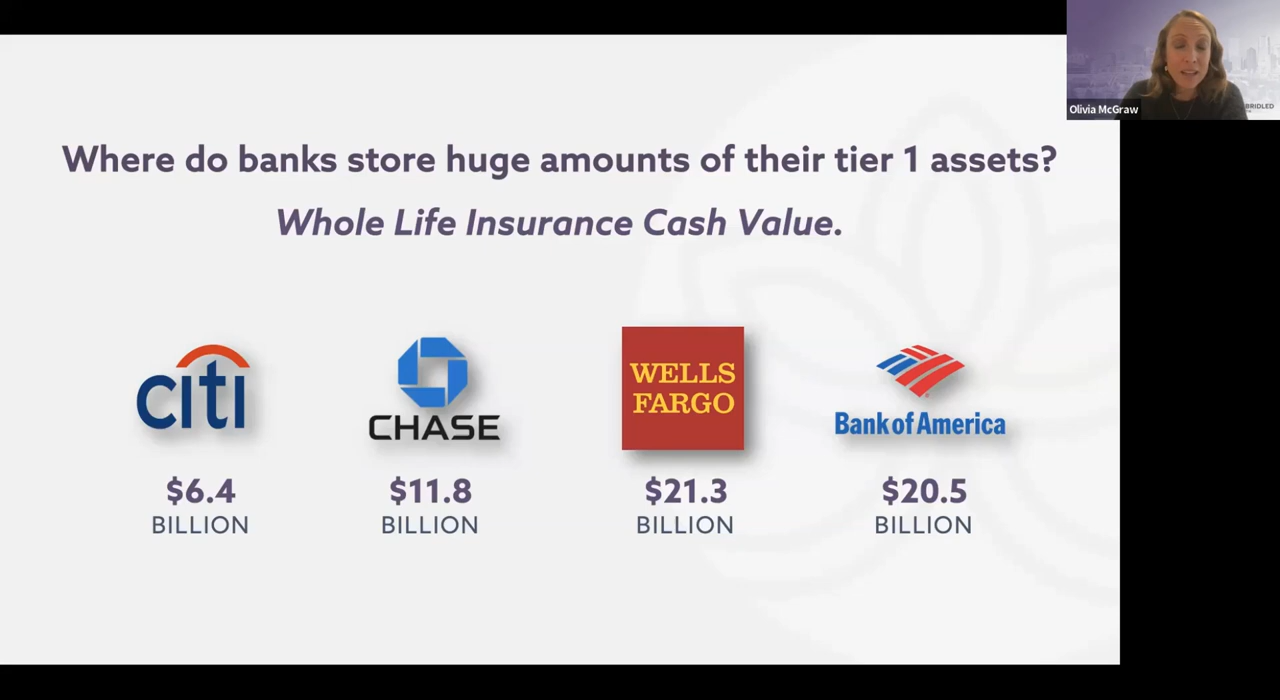 Where do banks store huge amounts of their tier 1 assets?
Whole Life Insurance Cash Value.
citi
CHASE
WELLS
FARGO
Bank of America
$6.4
BILLION
$11.8
BILLION
$21.3
BILLION
$20.5
BILLION
Olivia McGraw
BRIDLED